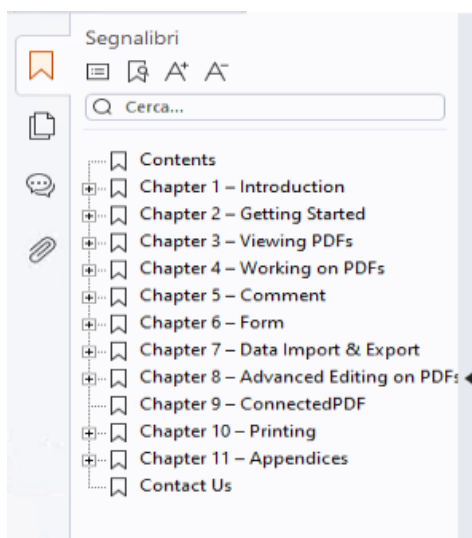 Segnalibri
Cerca...
Contents
Chapter 1 – Introduction
Chapter 2 – Getting Started
Chapter 3 – Viewing PDFs
Chapter 4 – Working on PDFs
Chapter 5 – Comment
Chapter 6 – Form
Chapter 7 – Data Import & Export
Chapter 8 – Advanced Editing on PDFs
Chapter 9 – ConnectedPDF
Chapter 10 – Printing
Chapter 11 – Appendices
Contact Us